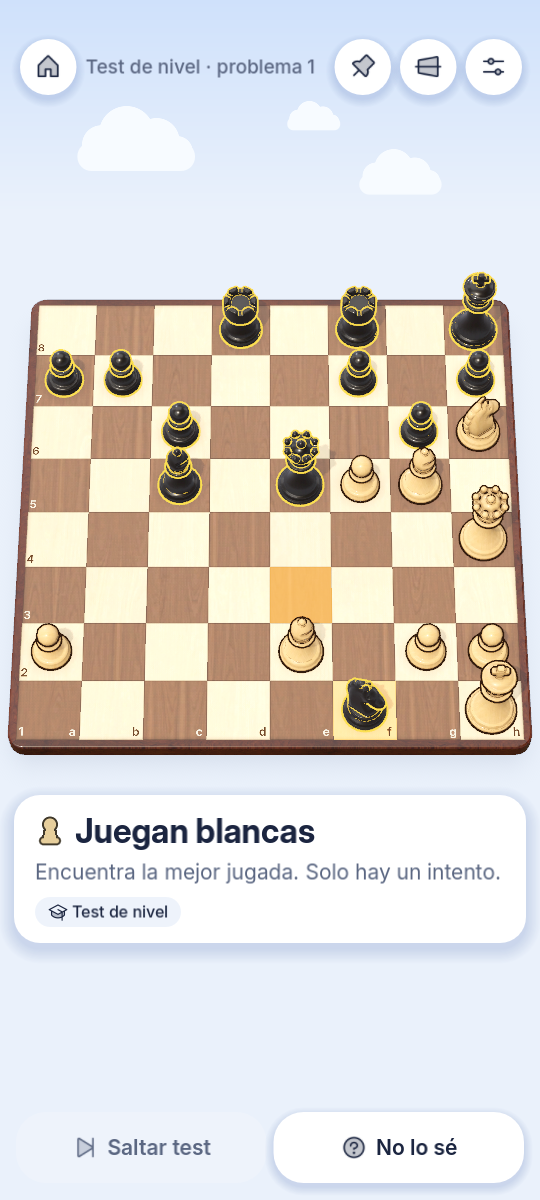 Test de nivel · problema 1
8
7
6
5
4
3
2
1 a b c d e f g h
Juegan blancas
Encuentra la mejor jugada. Solo hay un intento.
Test de nivel
Saltar test
No lo sé